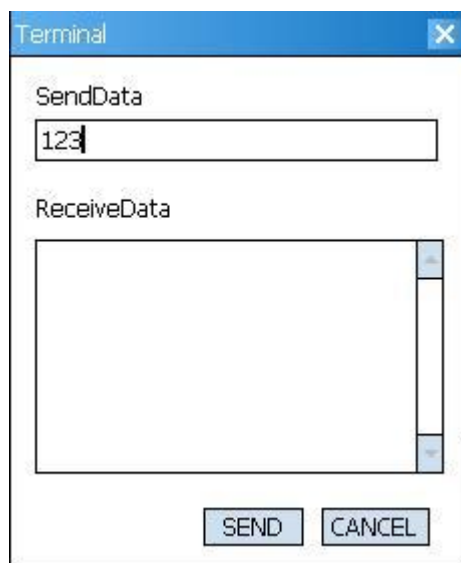 Terminal
SendData
123
ReceiveData
SEND CANCEL